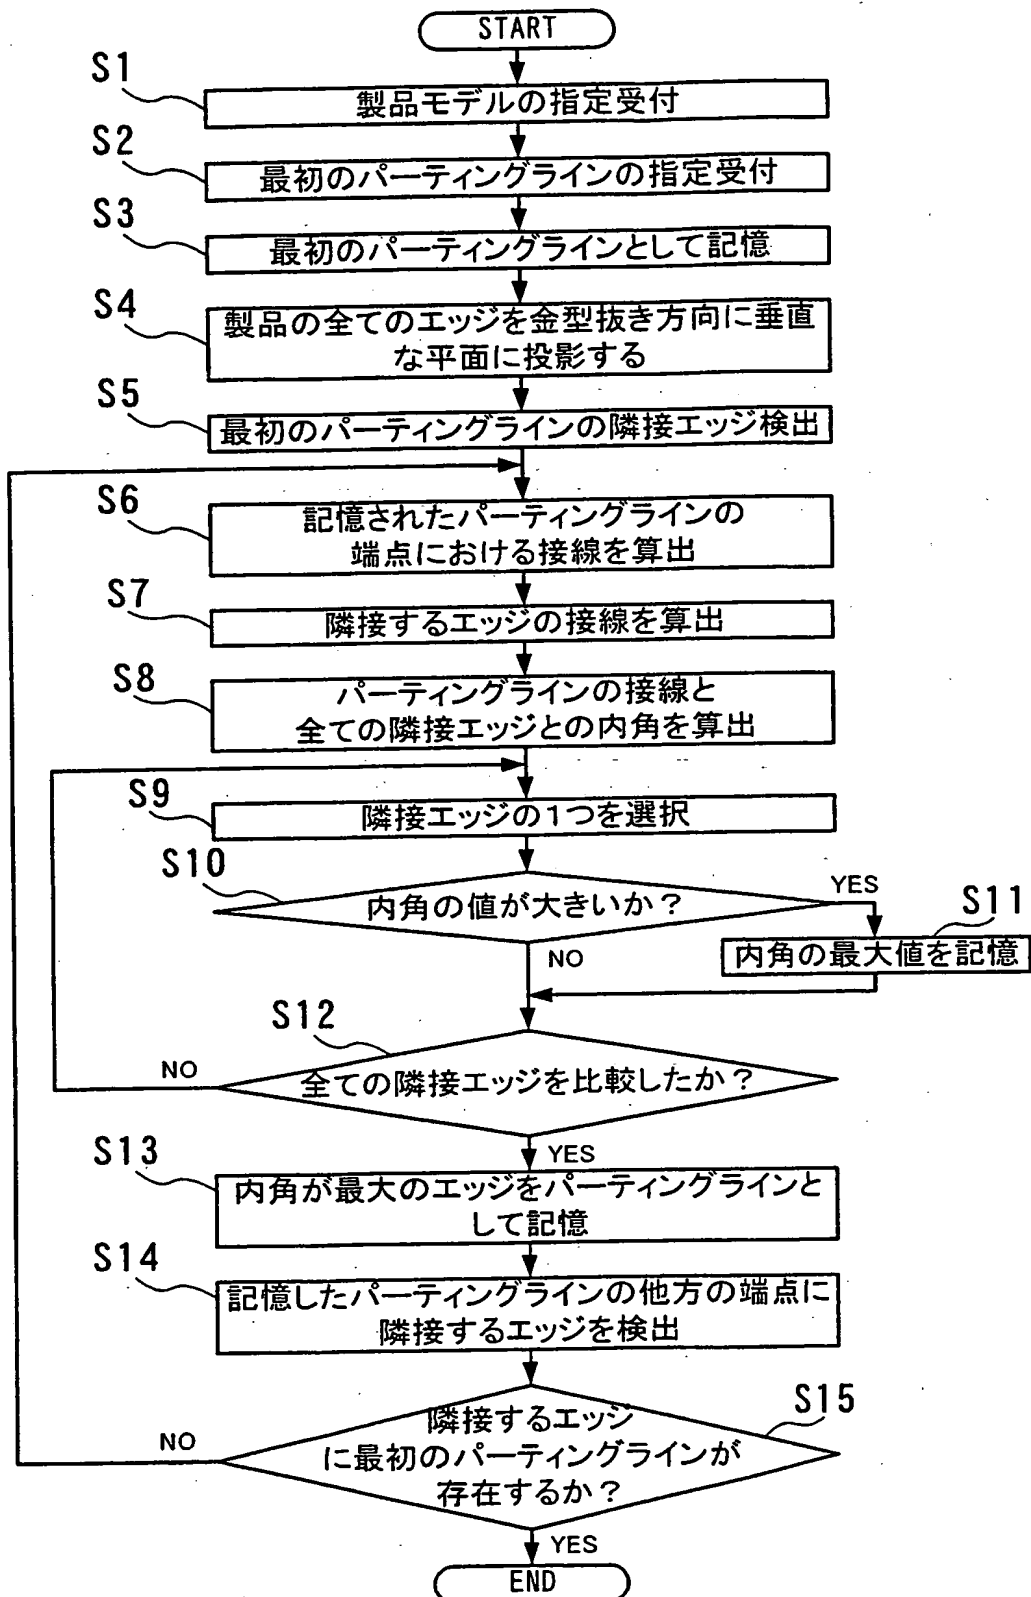 START
S1
製品モデルの指定受付
S2
最初のパーティングラインの指定受付
S3
最初のパーティングラインとして記憶
S4
製品の全てのエッジを金型抜き方向に垂直
な平面に投影する
S5
最初のパーティングラインの隣接エッジ検出
S6
記憶されたパーティングラインの
端点における接線を算出
S7
隣接するエッジの接線を算出
S8
パーティングラインの接線と
全ての隣接エッジとの内角を算出
S9
隣接エッジの1つを選択
S10
内角の値が大きいか?
YES
S11
内角の最大値を記憶
NO
S12
全ての隣接エッジを比較したか?
NO
YES
S13
内角が最大のエッジをパーティングラインと
して記憶
S14
記憶したパーティングラインの他方の端点に
隣接するエッジを検出
S15
隣接するエッジ
に最初のパーティングラインが
存在するか?
NO
YES
END